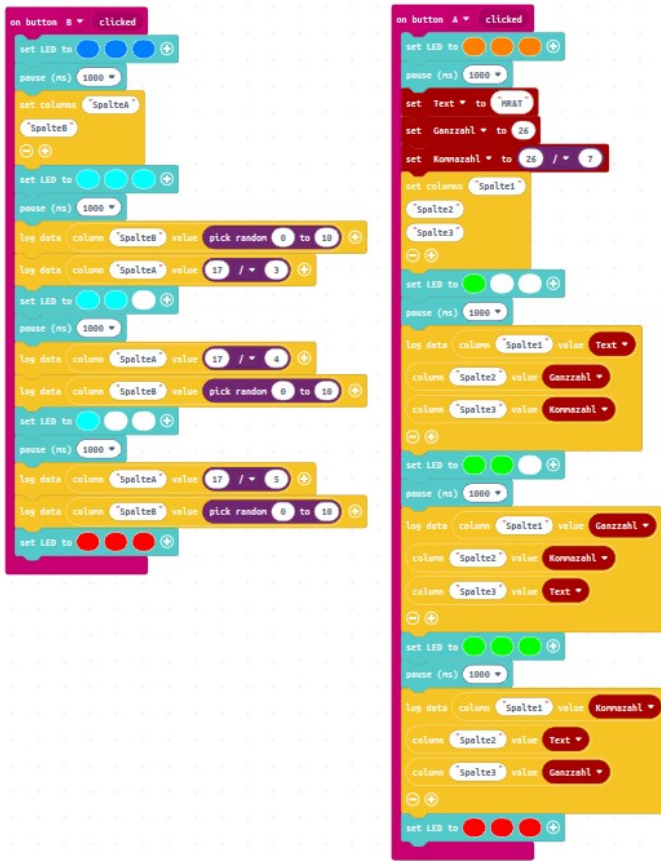 on button B clicked
set LED to
pause (ms) 1000
set columns "SpalteA"
"SpalteB"
set LED to
pause (ms) 1000
log data column "SpalteB" value pick random 0 to 10
log data column "SpalteA" value 17 / 3
set LED to
pause (ms) 1000
log data column "SpalteA" value 17 / 4
log data column "SpalteB" value pick random 0 to 10
set LED to
pause (ms) 1000
log data column "SpalteA" value 17 / 5
log data column "SpalteB" value pick random 0 to 10
set LED to
on button A clicked
set LED to
pause (ms) 1000
set Text to "MR&T"
set Ganzzahl to 26
set Kommazahl to 26 / 7
set columns "Spalte1"
"Spalte2"
"Spalte3"
set LED to
pause (ms) 1000
log data column "Spalte1" value Text
column "Spalte2" value Ganzzahl
column "Spalte3" value Kommazahl
set LED to
pause (ms) 1000
log data column "Spalte1" value Ganzzahl
column "Spalte2" value Kommazahl
column "Spalte3" value Text
set LED to
pause (ms) 1000
log data column "Spalte1" value Kommazahl
column "Spalte2" value Text
column "Spalte3" value Ganzzahl
set LED to